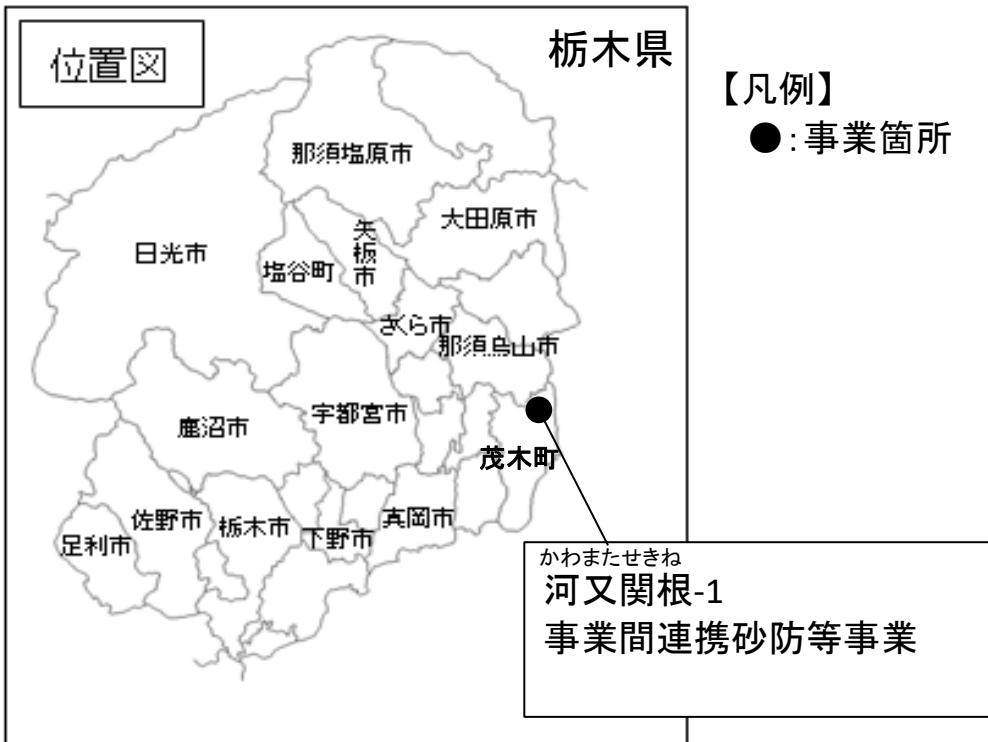 位置図
栃木県
【凡例】
●:事業箇所
那須塩原市
大田原市
矢板市
日光市
塩谷町
さくら市
那須烏山市
鹿沼市
宇都宮市
茂木町
佐野市
栃木市
下野市
真岡市
足利市
かわまたせきね
河又関根-1
事業間連携砂防等事業